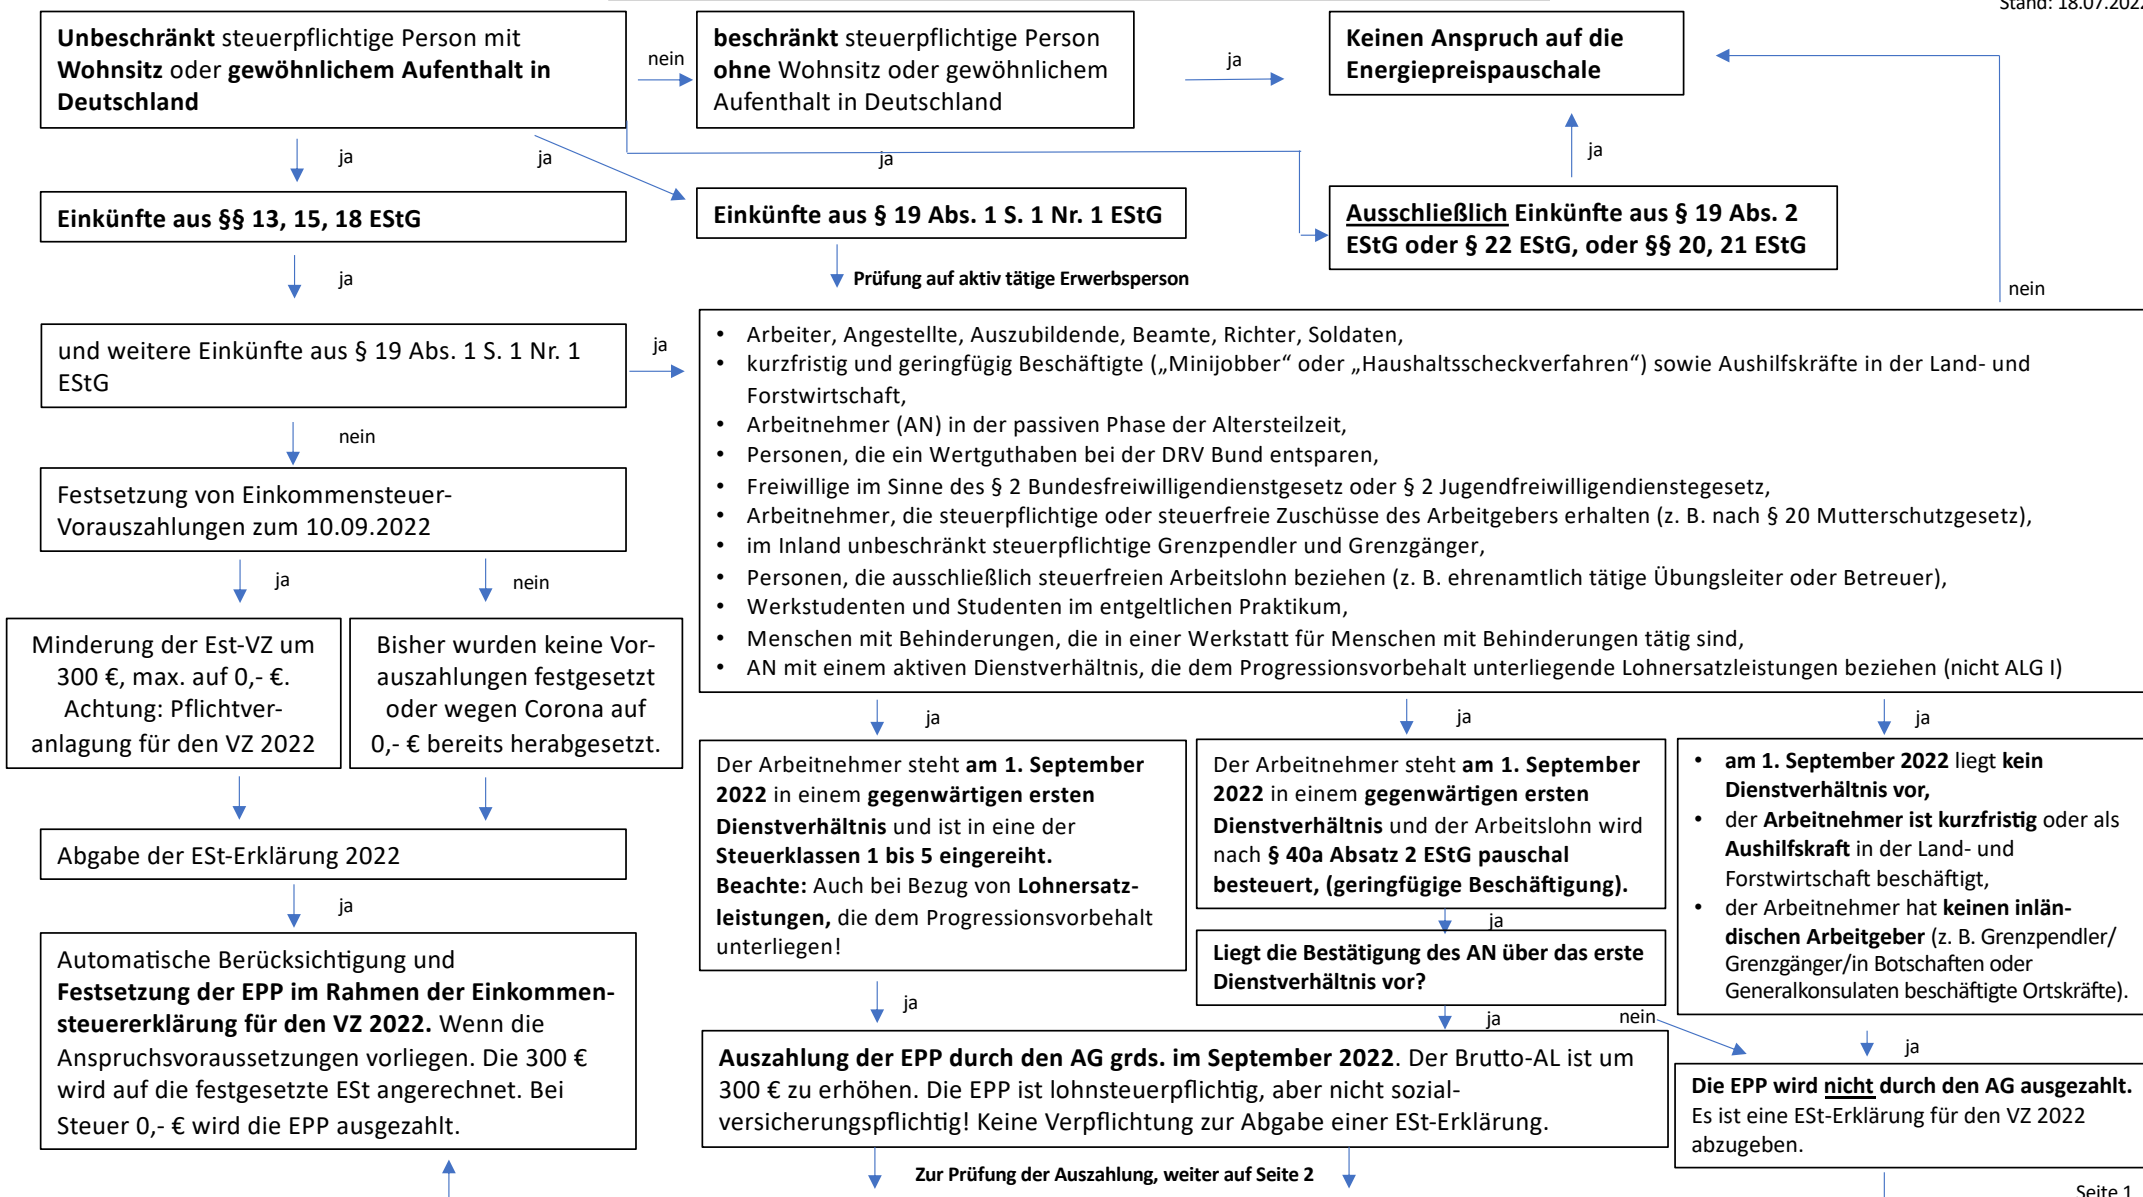 Stand: 18.07.2022
Unbeschränkt steuerpflichtige Person mit
Wohnsitz oder gewöhnlichem Aufenthalt in
Deutschland
nein
beschränkt steuerpflichtige Person
ohne Wohnsitz oder gewöhnlichem
Aufenthalt in Deutschland
ja
Keinen Anspruch auf die
Energiepreispauschale
ja
ja
ja
ja
Einkünfte aus §§ 13, 15, 18 EStG
Einkünfte aus § 19 Abs. 1 S. 1 Nr. 1 EStG
Ausschließlich Einkünfte aus § 19 Abs. 2
EStG oder § 22 EStG, oder §§ 20, 21 EStG
ja
Prüfung auf aktiv tätige Erwerbsperson
nein
und weitere Einkünfte aus § 19 Abs. 1 S. 1 Nr. 1
EStG
ja
• Arbeiter, Angestellte, Auszubildende, Beamte, Richter, Soldaten,
• kurzfristig und geringfügig Beschäftigte („Minijobber" oder „Haushaltsscheckverfahren") sowie Aushilfskräfte in der Land- und
Forstwirtschaft,
• Arbeitnehmer (AN) in der passiven Phase der Altersteilzeit,
• Personen, die ein Wertguthaben bei der DRV Bund entsparen,
• Freiwillige im Sinne des § 2 Bundesfreiwilligendienstgesetz oder § 2 Jugendfreiwilligendienstegesetz,
• Arbeitnehmer, die steuerpflichtige oder steuerfreie Zuschüsse des Arbeitgebers erhalten (z. B. nach § 20 Mutterschutzgesetz),
• im Inland unbeschränkt steuerpflichtige Grenzpendler und Grenzgänger,
• Personen, die ausschließlich steuerfreien Arbeitslohn beziehen (z. B. ehrenamtlich tätige Übungsleiter oder Betreuer),
• Werkstudenten und Studenten im entgeltlichen Praktikum,
• Menschen mit Behinderungen, die in einer Werkstatt für Menschen mit Behinderungen tätig sind,
• AN mit einem aktiven Dienstverhältnis, die dem Progressionsvorbehalt unterliegende Lohnersatzleistungen beziehen (nicht ALG I)
nein
Festsetzung von Einkommensteuer-
Vorauszahlungen zum 10.09.2022
ja
nein
Minderung der Est-VZ um
300 €, max. auf 0,- €.
Achtung: Pflichtver-
anlagung für den VZ 2022
Bisher wurden keine Vor-
auszahlungen festgesetzt
oder wegen Corona auf
0,- € bereits herabgesetzt.
Abgabe der ESt-Erklärung 2022
ja
Automatische Berücksichtigung und
Festsetzung der EPP im Rahmen der Einkommen-
steuererklärung für den VZ 2022. Wenn die
Anspruchsvoraussetzungen vorliegen. Die 300 €
wird auf die festgesetzte ESt angerechnet. Bei
Steuer 0,- € wird die EPP ausgezahlt.
ja
ja
ja
Der Arbeitnehmer steht am 1. September
2022 in einem gegenwärtigen ersten
Dienstverhältnis und ist in eine der
Steuerklassen 1 bis 5 eingereiht.
Beachte: Auch bei Bezug von Lohnersatz-
leistungen, die dem Progressionsvorbehalt
unterliegen!
Der Arbeitnehmer steht am 1. September
2022 in einem gegenwärtigen ersten
Dienstverhältnis und der Arbeitslohn wird
nach § 40a Absatz 2 EStG pauschal
besteuert, (geringfügige Beschäftigung).
ja
Liegt die Bestätigung des AN über das erste
Dienstverhältnis vor?
• am 1. September 2022 liegt kein
Dienstverhältnis vor,
• der Arbeitnehmer ist kurzfristig oder als
Aushilfskraft in der Land- und
Forstwirtschaft beschäftigt,
• der Arbeitnehmer hat keinen inlän-
dischen Arbeitgeber (z. B. Grenzpendler/
Grenzgänger/in Botschaften oder
Generalkonsulaten beschäftigte Ortskräfte).
ja
ja
nein
ja
Auszahlung der EPP durch den AG grds. im September 2022. Der Brutto-AL ist um
300 € zu erhöhen. Die EPP ist lohnsteuerpflichtig, aber nicht sozial-
versicherungspflichtig! Keine Verpflichtung zur Abgabe einer ESt-Erklärung.
Die EPP wird nicht durch den AG ausgezahlt.
Es ist eine ESt-Erklärung für den VZ 2022
abzugeben.
Zur Prüfung der Auszahlung, weiter auf Seite 2
Seite 1